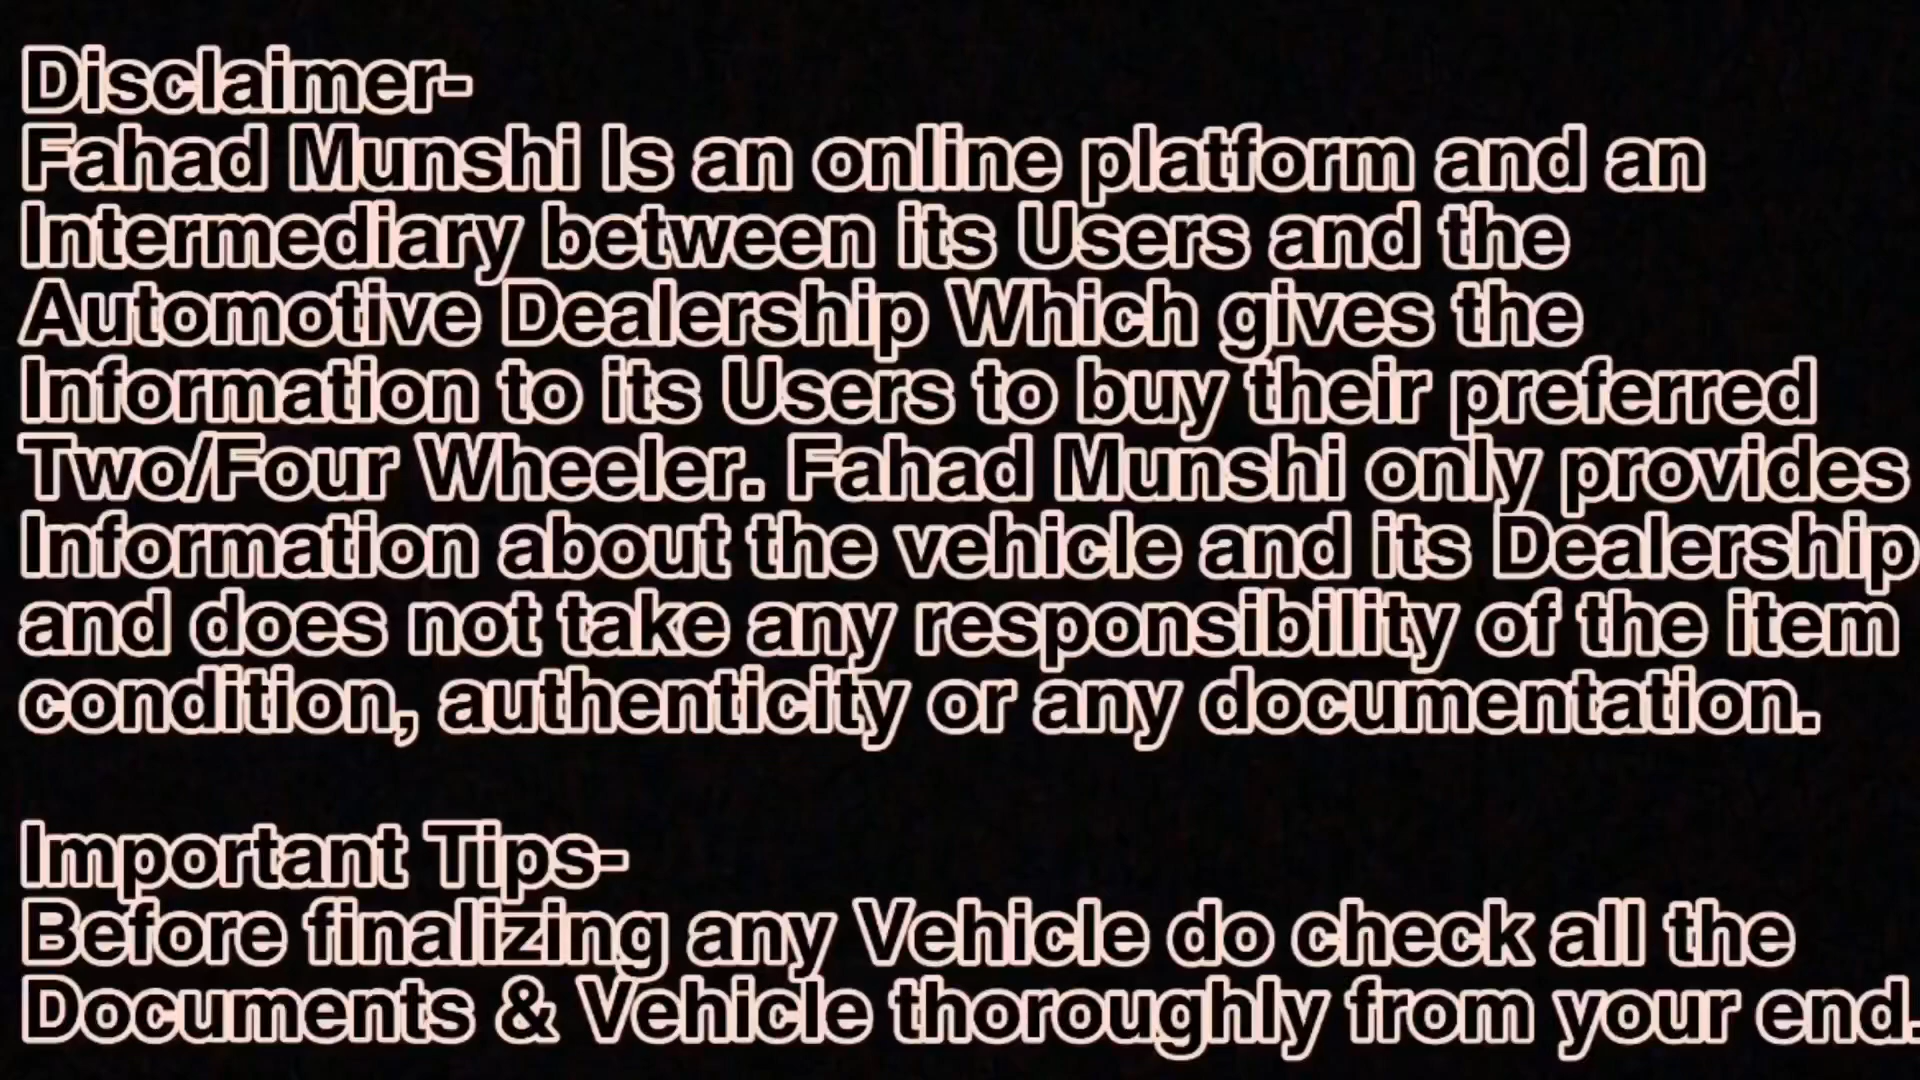 Disclaimer-
Fahad Munshi Is an online platform and an
Intermediary between its Users and the
Automotive Dealership Which gives the
Information to its Users to buy their preferred
Two/Four Wheeler. Fahad Munshi only provides
Information about the vehicle and its Dealership
and does not take any responsibility of the item
condition, authenticity or any documentation.
Important Tips-
Before finalizing any Vehicle do check all the
Documents & Vehicle thoroughly from your end.